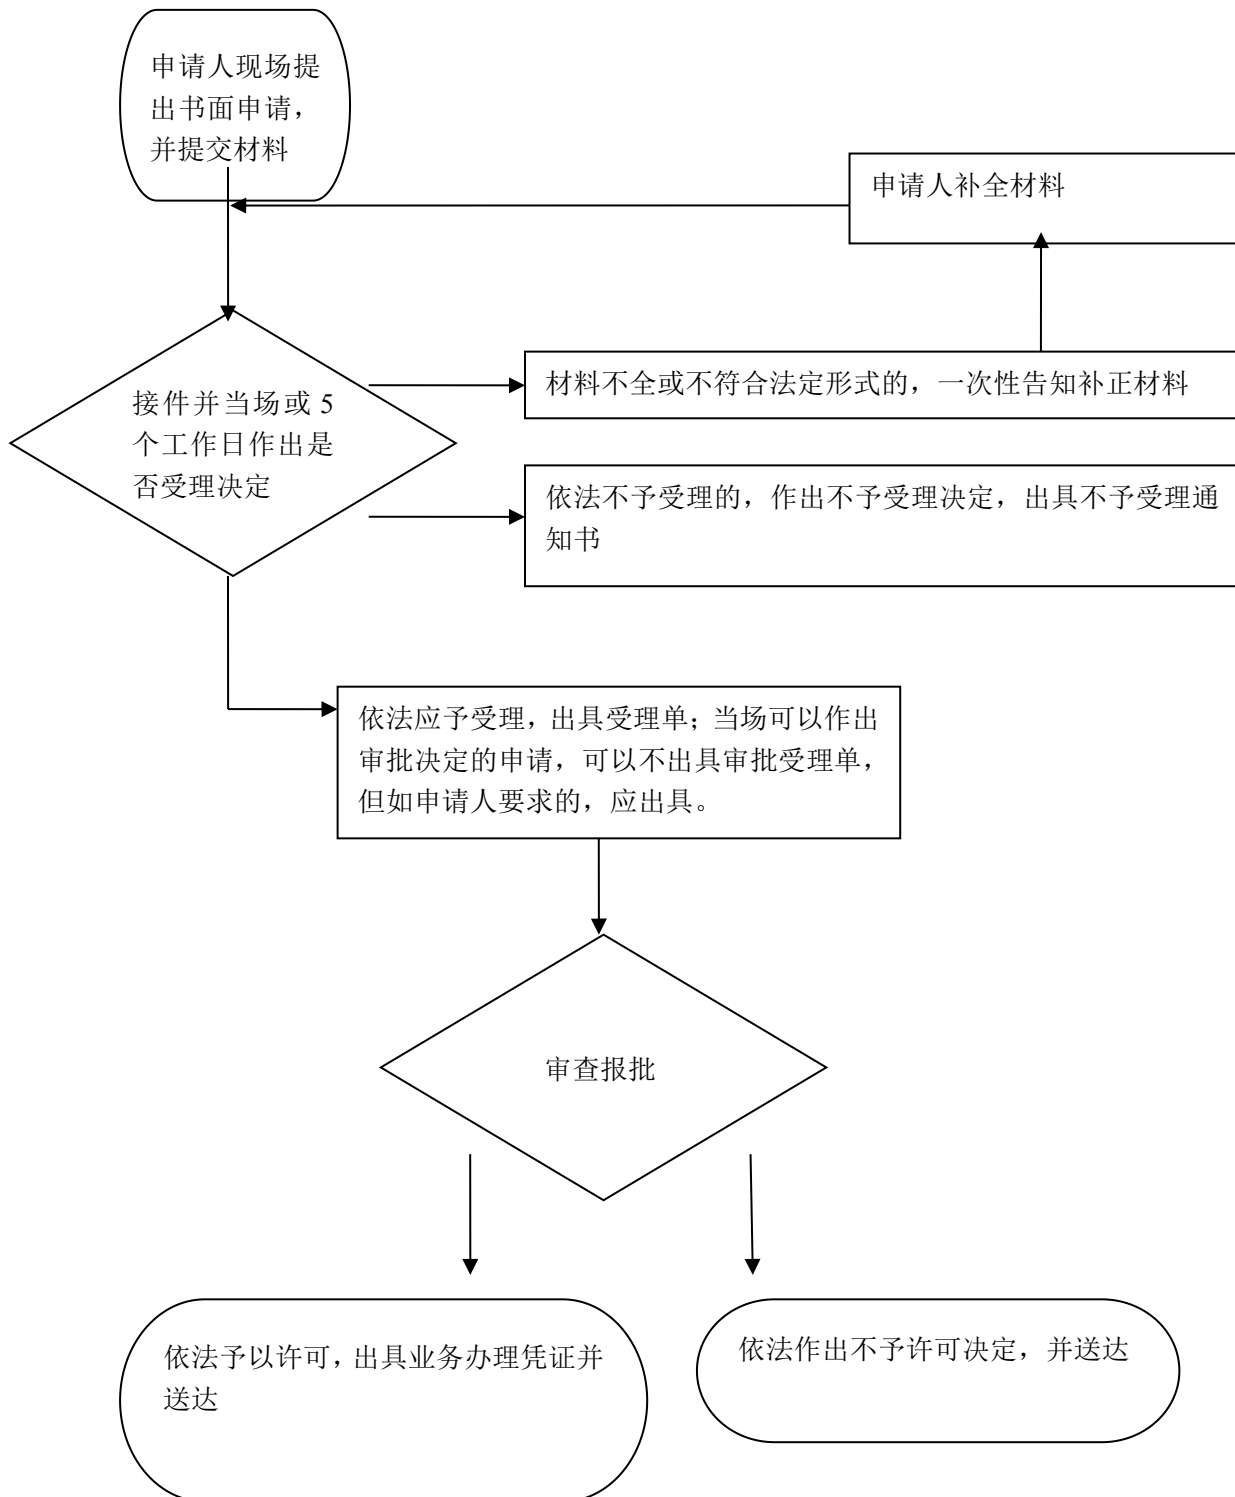 申请人现场提
出书面申请，
并提交材料
申请人补全材料
材料不全或不符合法定形式的，一次性告知补正材料
接件并当场或 5
个工作日作出是
否受理决定
依法不予受理的，作出不予受理决定，出具不予受理通
知书
依法应予受理，出具受理单；当场可以作出
审批决定的申请，可以不出具审批受理单，
但如申请人要求的，应出具。
审查报批
依法予以许可，出具业务办理凭证并
送达
依法作出不予许可决定，并送达